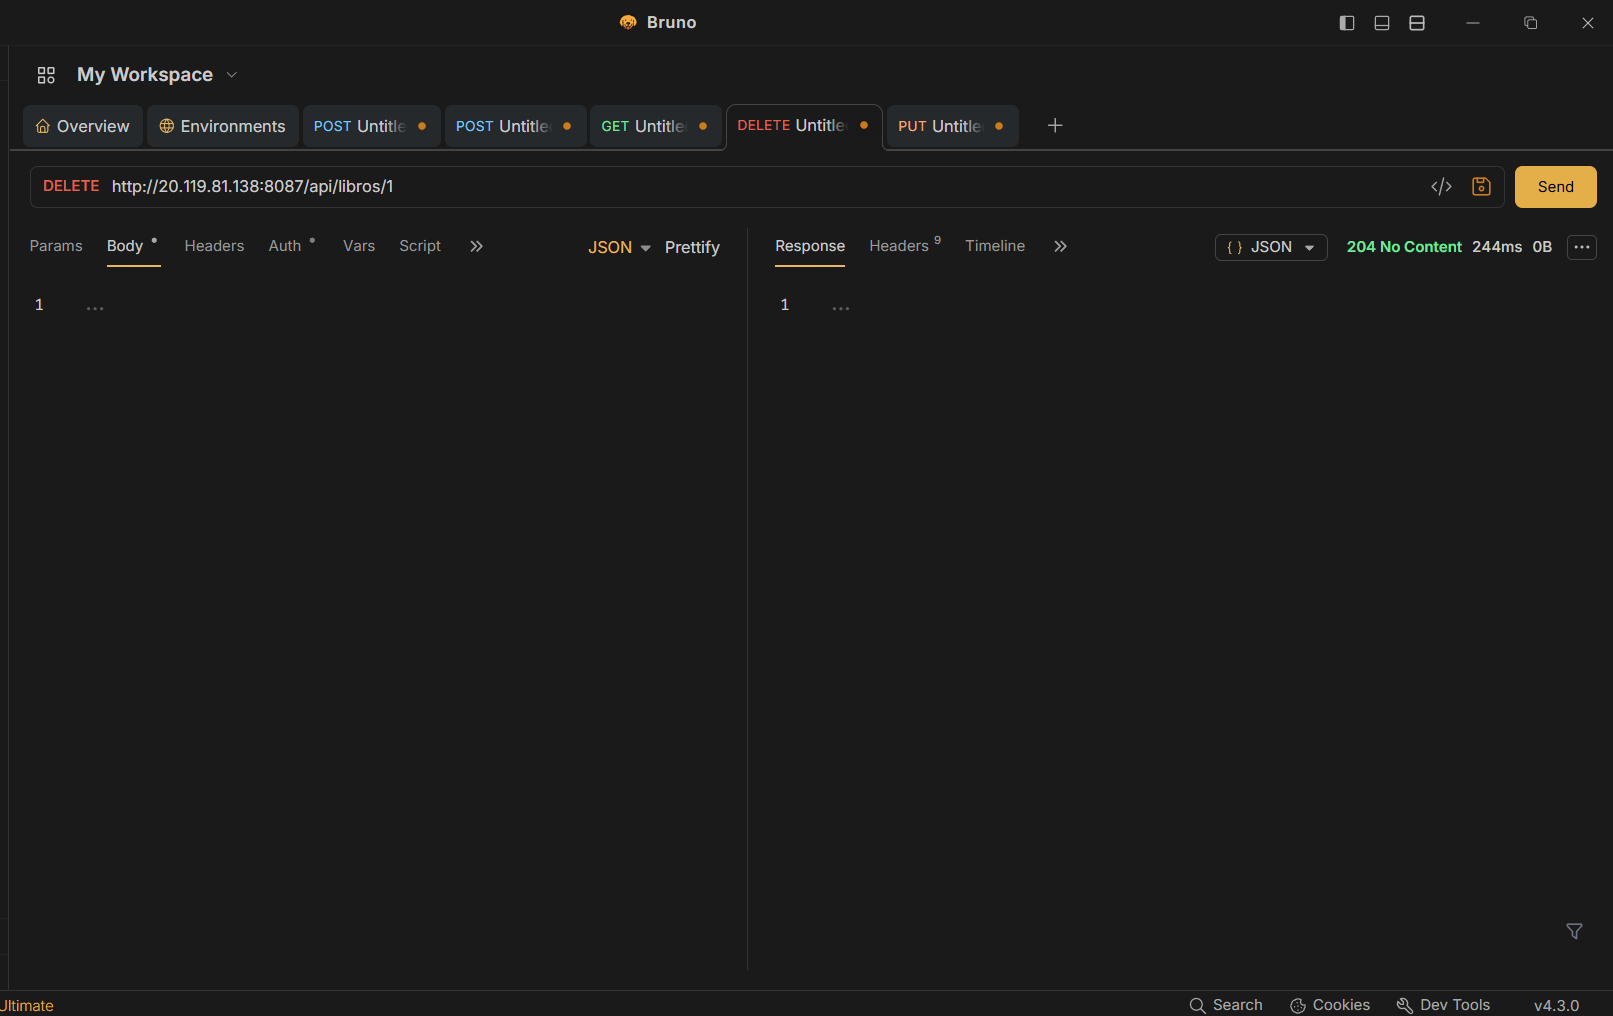 Bruno
My Workspace
Overview Environments POST Untitle POST Untitle GET Untitle DELETE Untitle PUT Untitle
DELETE http://20.119.81.138:8087/api/libros/1 </> Send
Params Body Headers Auth Vars Script JSON Prettify Response Headers 9 Timeline { } JSON 204 No Content 244ms 0B
1 ... 1 ...
Ultimate Search Cookies Dev Tools v4.3.0